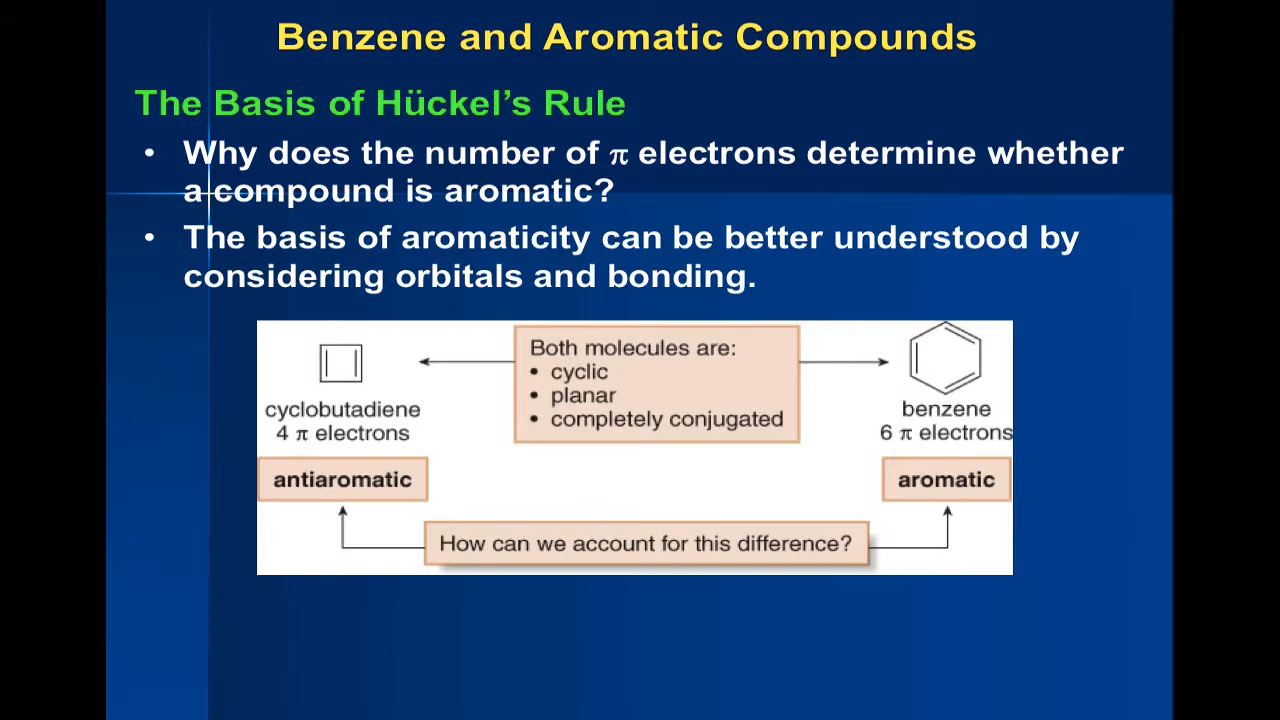 Benzene and Aromatic Compounds
The Basis of Hückel’s Rule
• Why does the number of π electrons determine whether
a compound is aromatic?
• The basis of aromaticity can be better understood by
considering orbitals and bonding.
Both molecules are:
• cyclic
• planar
• completely conjugated
cyclobutadiene
4 π electrons
benzene
6 π electrons
antiaromatic
aromatic
How can we account for this difference?